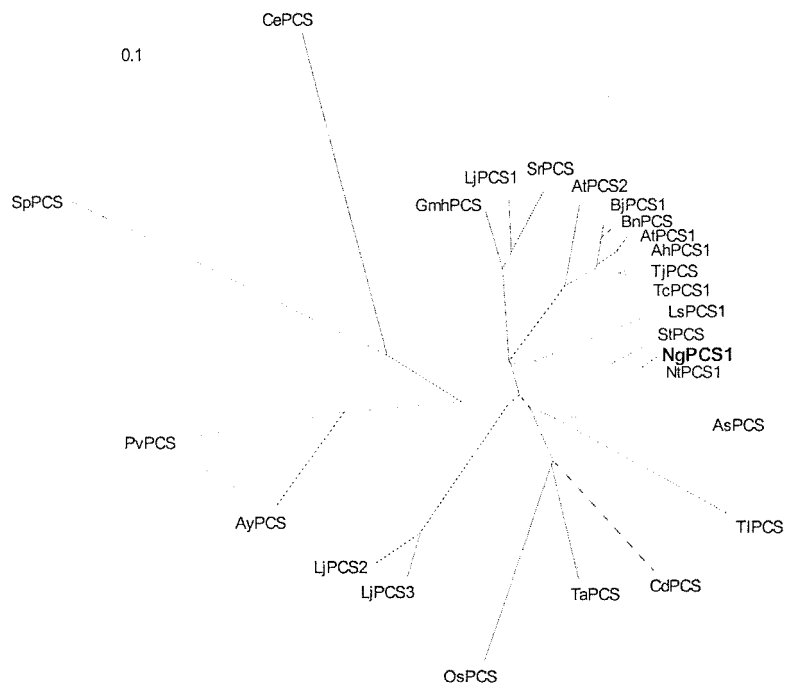 CePCS
0.1
SrPCS
LjPCS1
AtPCS2
SpPCS
GmhPCS
BjPCS1
BnPCS
AtPCS1
AhPCS1
TjPCS
TcPCS1
LsPCS1
StPCS
NgPCS1
NtPCS1
AsPCS
PvPCS
AyPCS
TlPCS
LjPCS2
LjPCS3
TaPCS
CdPCS
OsPCS